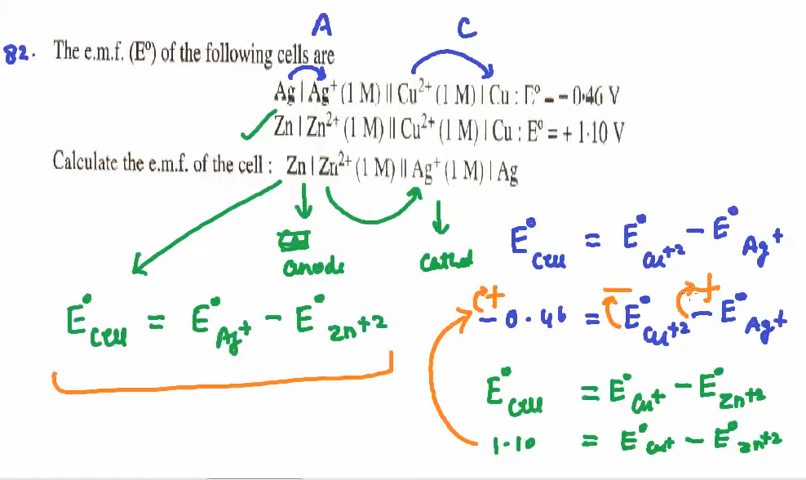 A C
82. The e.m.f. (E⁰) of the following cells are
Ag | Ag⁺ (1 M) || Cu²⁺ (1 M) | Cu : E⁰ = – 0·46 V
Zn | Zn²⁺ (1 M) || Cu²⁺ (1 M) | Cu : E⁰ = + 1·10 V
Calculate the e.m.f. of the cell : Zn | Zn²⁺ (1 M) || Ag⁺ (1 M) | Ag
anode cathod
E°cell = E°Cu+2 – E°Ag+
E°cell = E°Ag+ – E°Zn+2
+ – +
– 0.46 = E°Cu+2 – E°Ag+
E°cell = E°Cu+ – E°Zn+2
1.10 = E°Cu+ – E°Zn+2